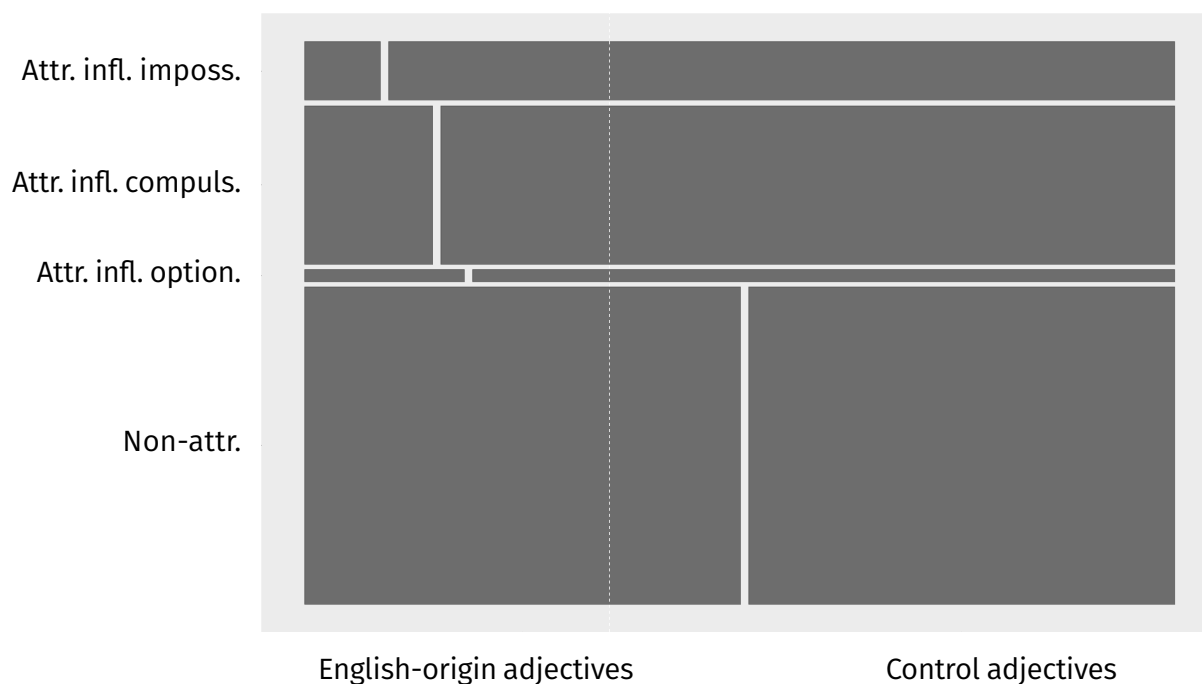 Attr. infl. imposs.
Attr. infl. compuls.
Attr. infl. option.
Non-attr.
English-origin adjectives
Control adjectives